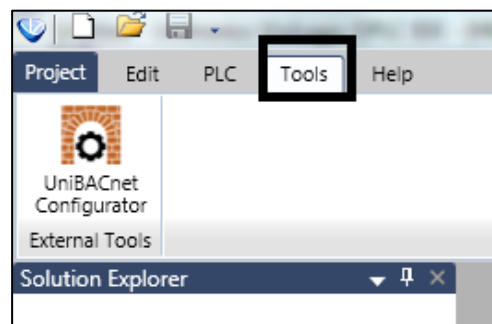 Project Edit PLC Tools Help
UniBACnet
Configurator
External Tools
Solution Explorer